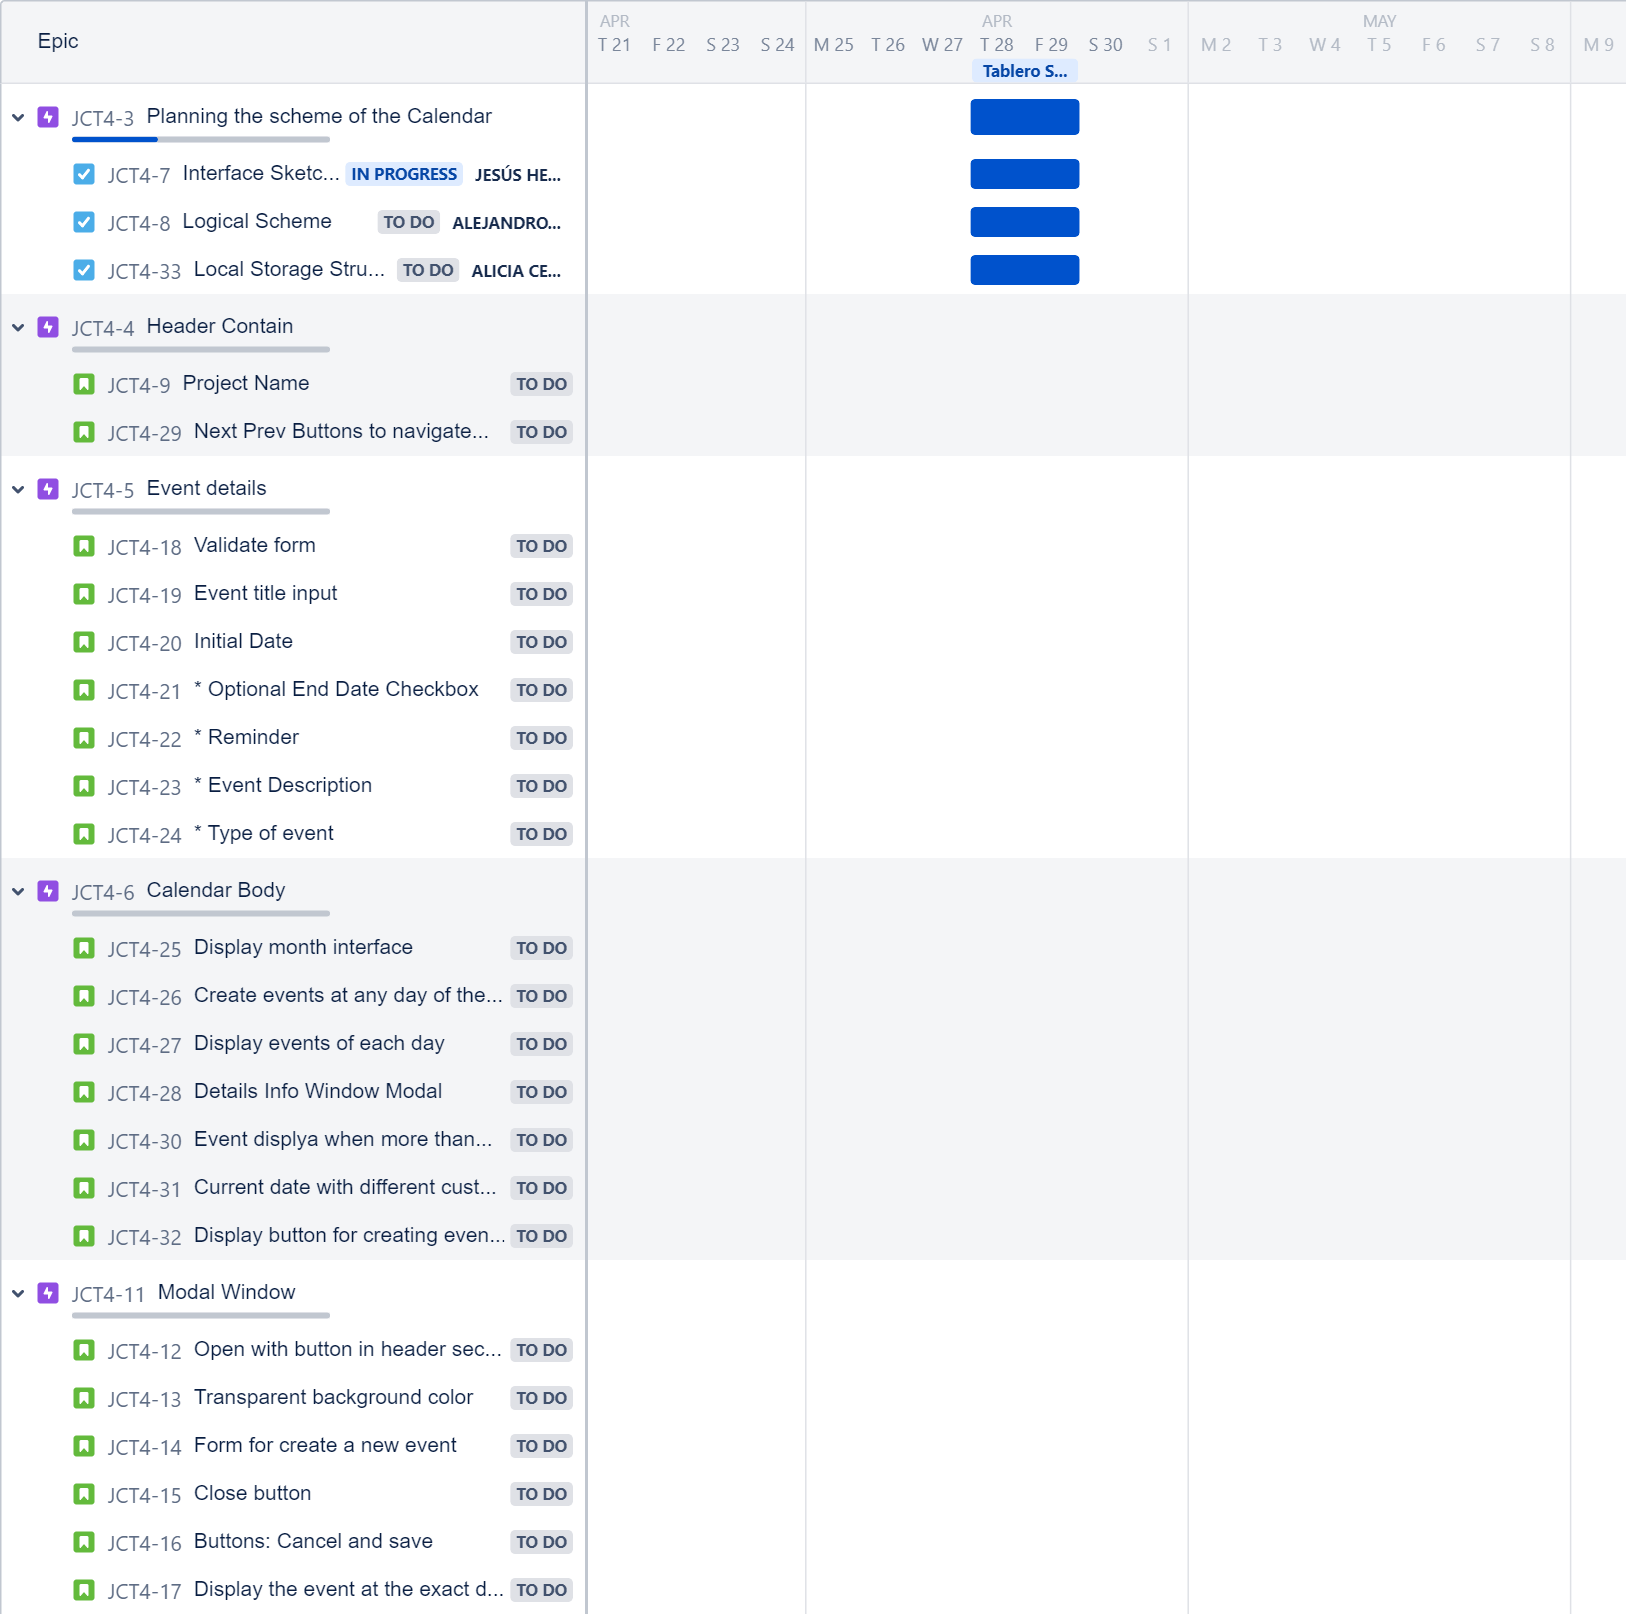 Epic
APR
APR
MAY
T 21 F 22 S 23 S 24 M 25 T 26 W 27 T 28 F 29 S 30 S 1 M 2 T 3 W 4 T 5 F 6 S 7 S 8 M 9
Tablero S...
JCT4-3 Planning the scheme of the Calendar
JCT4-7 Interface Sketc... IN PROGRESS JESÚS HE...
JCT4-8 Logical Scheme TO DO ALEJANDRO...
JCT4-33 Local Storage Stru... TO DO ALICIA CE...
JCT4-4 Header Contain
JCT4-9 Project Name TO DO
JCT4-29 Next Prev Buttons to navigate... TO DO
JCT4-5 Event details
JCT4-18 Validate form TO DO
JCT4-19 Event title input TO DO
JCT4-20 Initial Date TO DO
JCT4-21 * Optional End Date Checkbox TO DO
JCT4-22 * Reminder TO DO
JCT4-23 * Event Description TO DO
JCT4-24 * Type of event TO DO
JCT4-6 Calendar Body
JCT4-25 Display month interface TO DO
JCT4-26 Create events at any day of the... TO DO
JCT4-27 Display events of each day TO DO
JCT4-28 Details Info Window Modal TO DO
JCT4-30 Event displya when more than... TO DO
JCT4-31 Current date with different cust... TO DO
JCT4-32 Display button for creating even... TO DO
JCT4-11 Modal Window
JCT4-12 Open with button in header sec... TO DO
JCT4-13 Transparent background color TO DO
JCT4-14 Form for create a new event TO DO
JCT4-15 Close button TO DO
JCT4-16 Buttons: Cancel and save TO DO
JCT4-17 Display the event at the exact d... TO DO